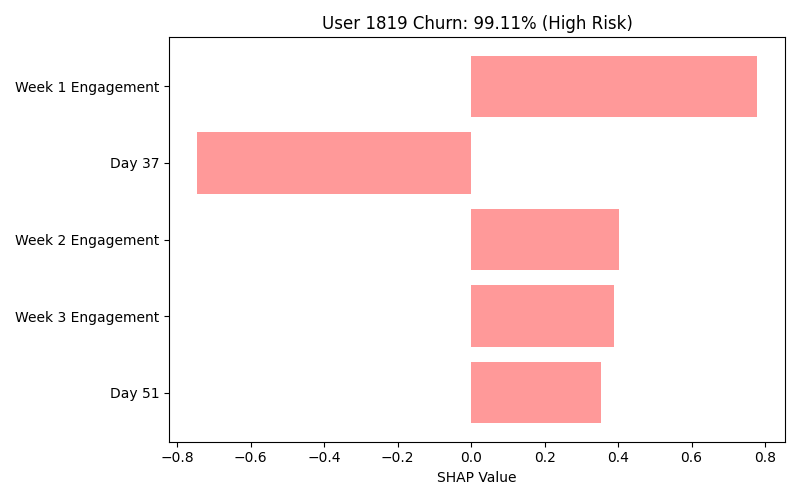 User 1819 Churn: 99.11% (High Risk)
Week 1 Engagement
Day 37
Week 2 Engagement
Week 3 Engagement
Day 51
−0.8 −0.6 −0.4 −0.2 0.0 0.2 0.4 0.6 0.8
SHAP Value